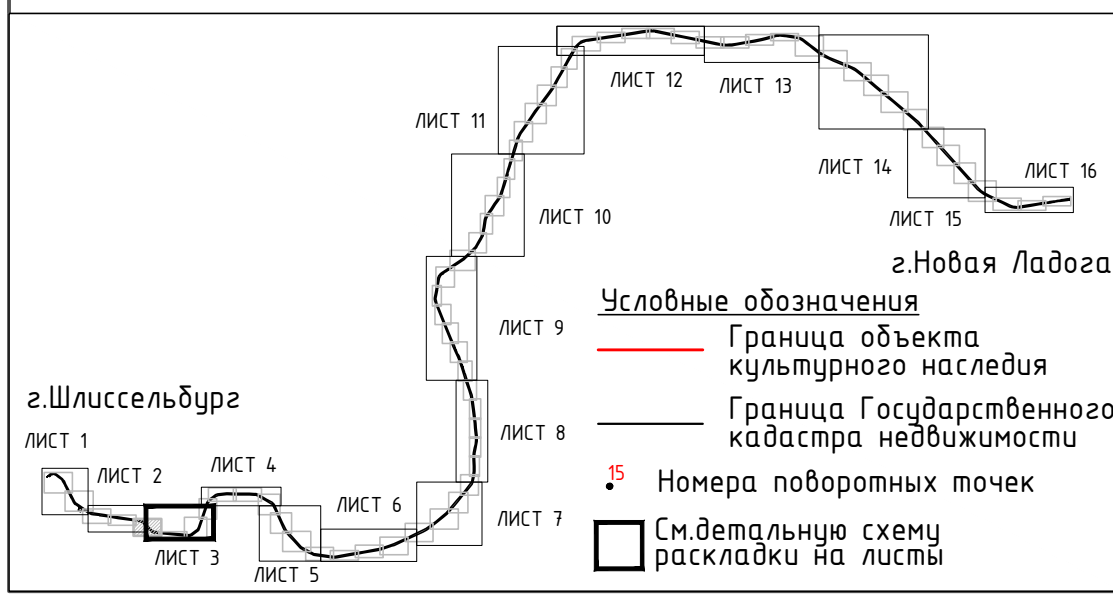 ЛИСТ 12
ЛИСТ 13
ЛИСТ 11
ЛИСТ 14
ЛИСТ 16
ЛИСТ 10
ЛИСТ 15
г.Новая Ладога
ЛИСТ 9
г.Шлиссельбург
ЛИСТ 1
ЛИСТ 2
ЛИСТ 4
ЛИСТ 8
ЛИСТ 6
ЛИСТ 7
ЛИСТ 3
ЛИСТ 5
Условные обозначения
Граница объекта
культурного наследия
Граница Государственного
кадастра недвижимости
15
Номера поворотных точек
См.детальную схему
раскладки на листы